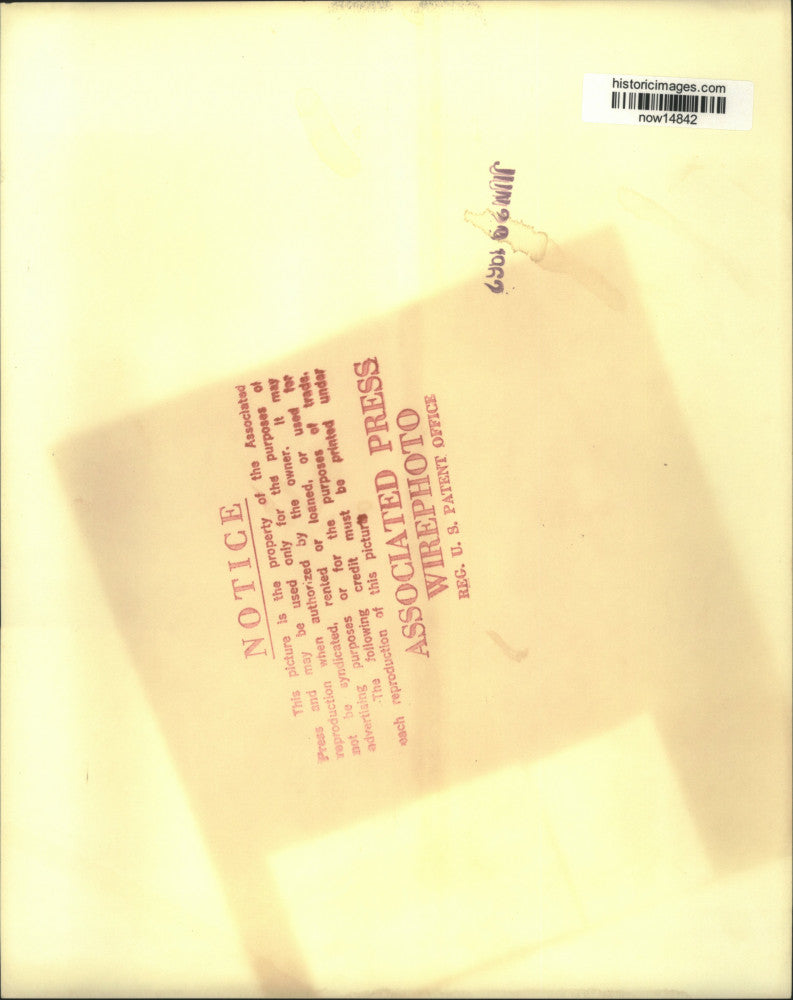 historicimages.com
now14842
JUN 29 1962
NOTICE
This picture is the property of the Associated
Press and may be used only for the purposes of
reproduction when authorized by the owner. It may
not be syndicated, rented or loaned, or used for
advertising purposes or for the purposes of trade.
The following credit must be printed under
each reproduction of this picture
ASSOCIATED PRESS
WIREPHOTO
REG. U. S. PATENT OFFICE